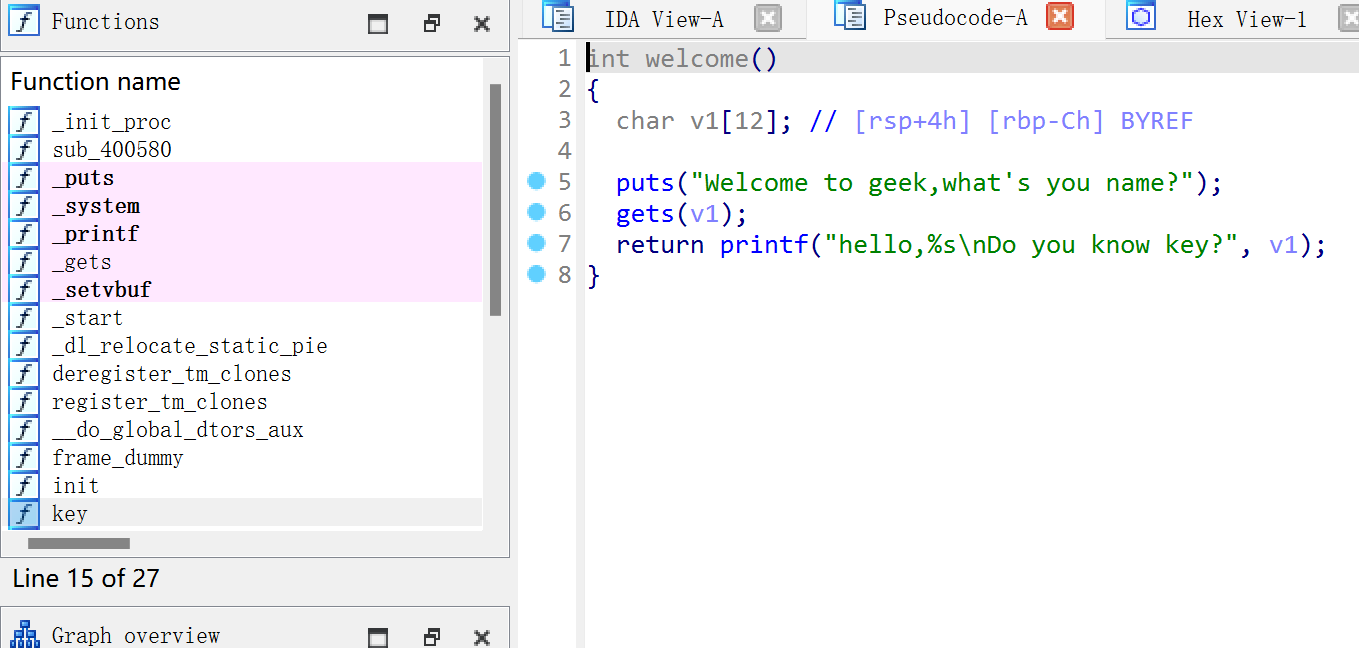 Functions
Function name
_init_proc
sub_400580
_puts
_system
_printf
_gets
_setvbuf
_start
_dl_relocate_static_pie
deregister_tm_clones
register_tm_clones
__do_global_dtors_aux
frame_dummy
init
key
Line 15 of 27
Graph overview
IDA View-A
Pseudocode-A
Hex View-1
1 int welcome()
2 {
3 char v1[12]; // [rsp+4h] [rbp-Ch] BYREF
4
5 puts("Welcome to geek,what's you name?");
6 gets(v1);
7 return printf("hello,%s\nDo you know key?", v1);
8 }